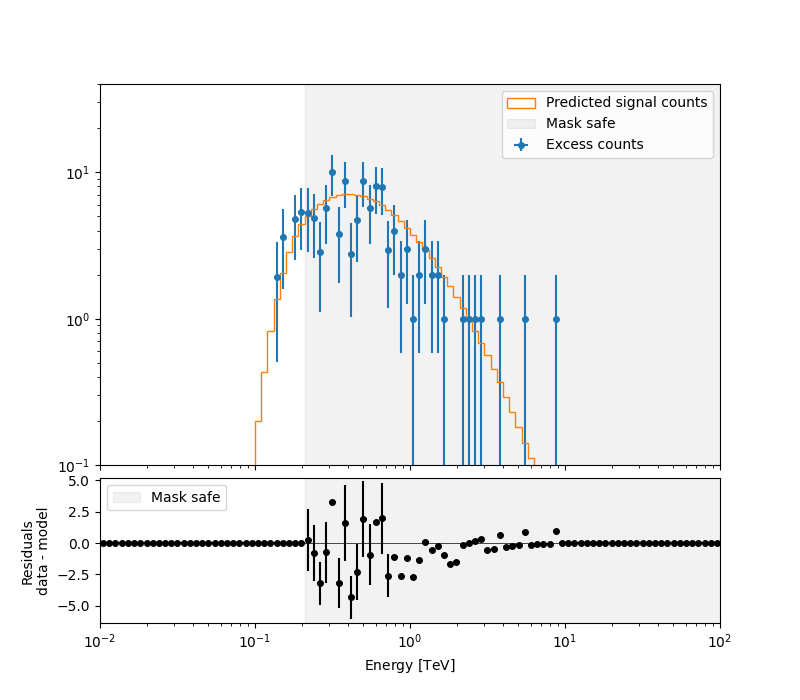 Predicted signal counts
Mask safe
Excess counts
10¹
10⁰
10⁻¹
Mask safe
Residuals
data - model
5.0
2.5
0.0
−2.5
−5.0
10⁻²
10⁻¹
10⁰
10¹
10²
Energy [TeV]